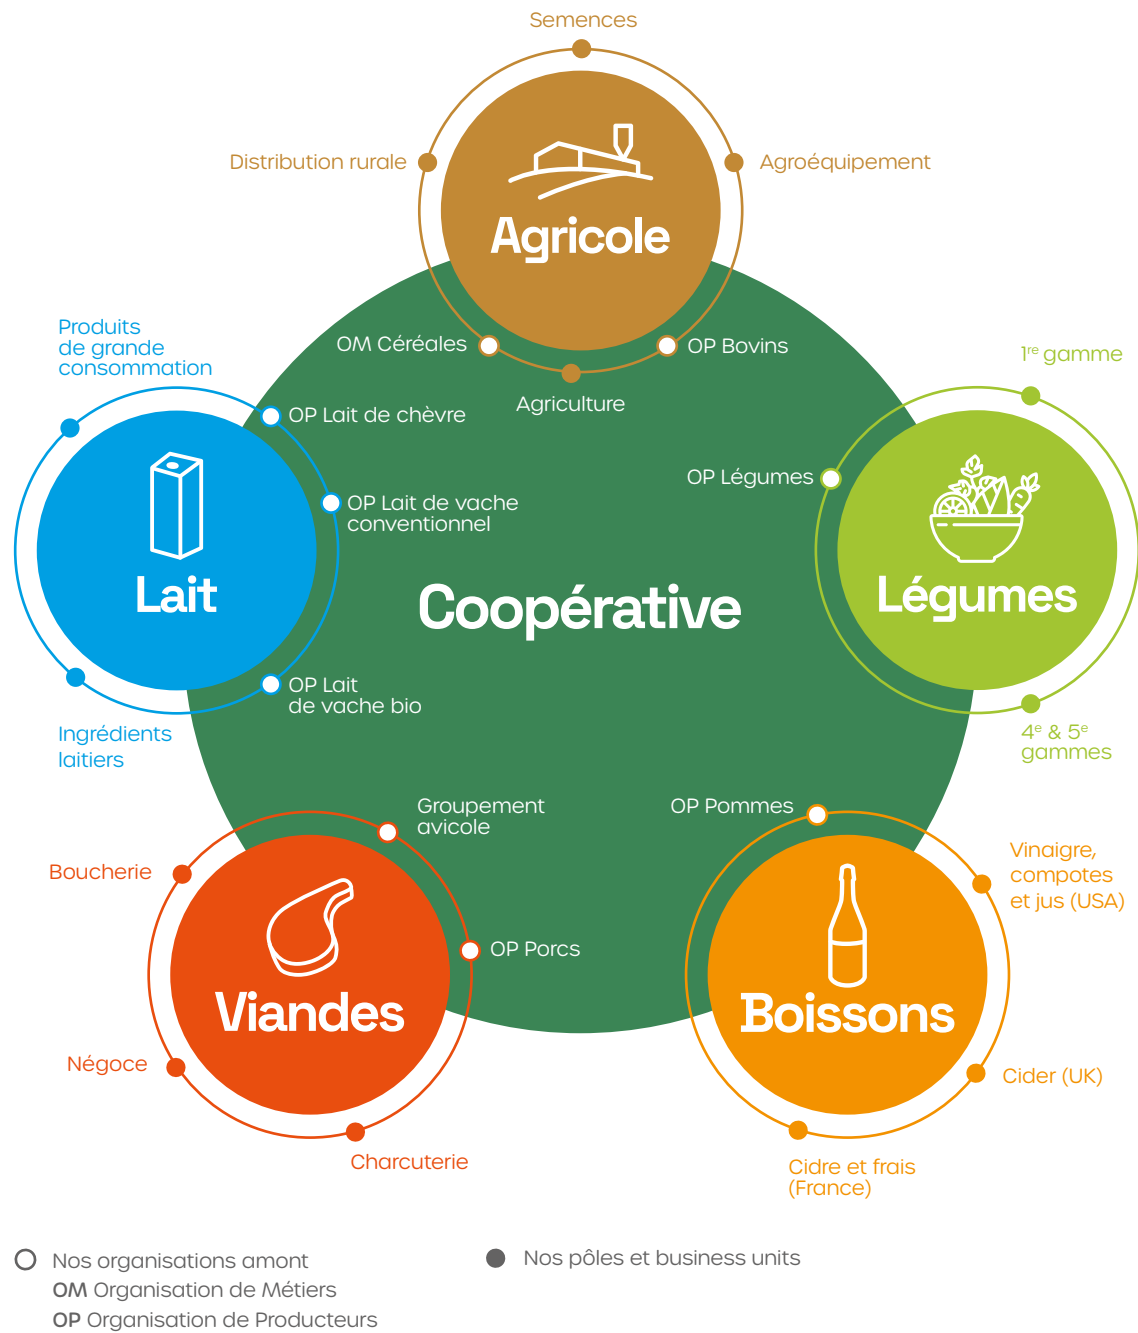 Semences
Distribution rurale
Agroéquipement
Agricole
OM Céréales
OP Bovins
Agriculture
Produits
de grande
consommation
OP Lait de chèvre
OP Lait de vache
conventionnel
Lait
OP Lait
de vache bio
Ingrédients
laitiers
Coopérative
1re gamme
OP Légumes
Légumes
4e & 5e
gammes
Groupement
avicole
Boucherie
OP Porcs
Viandes
Négoce
Charcuterie
OP Pommes
Vinaigre,
compotes
et jus (USA)
Boissons
Cider (UK)
Cidre et frais
(France)
Nos organisations amont
OM Organisation de Métiers
OP Organisation de Producteurs
Nos pôles et business units